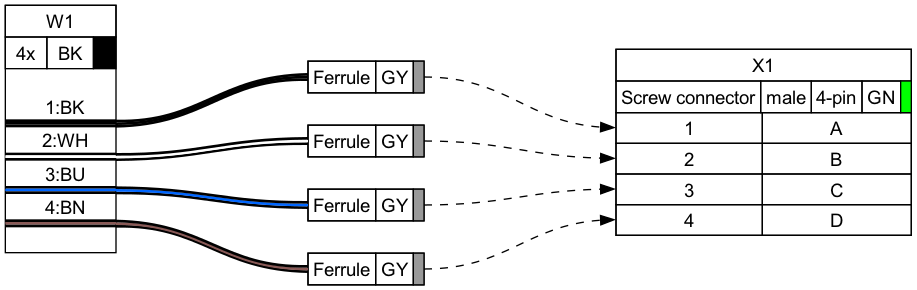 W1
4x BK
1:BK
2:WH
3:BU
4:BN
Ferrule GY
Ferrule GY
Ferrule GY
Ferrule GY
X1
Screw connector male 4-pin GN
1 A
2 B
3 C
4 D